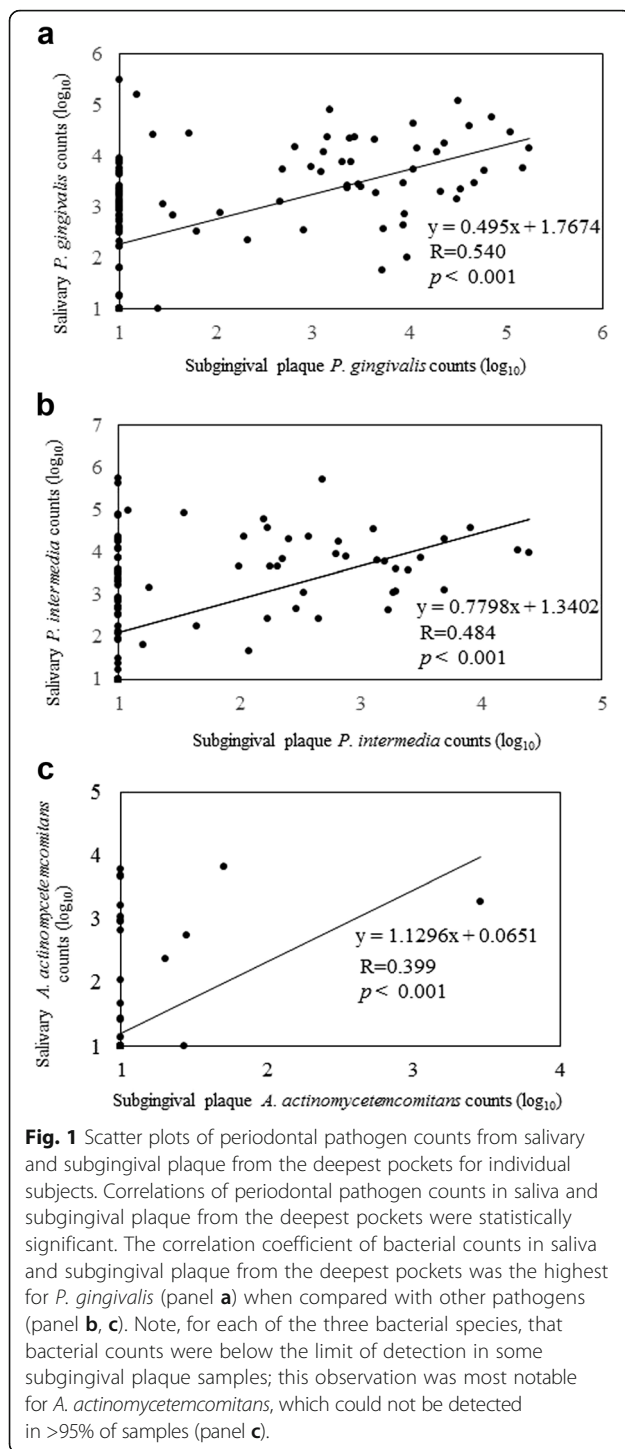 a
6
5
4
3
2
1
Salivary P. gingivalis counts (log10)
y = 0.495x + 1.7674
R=0.540
p< 0.001
1 2 3 4 5 6
Subgingival plaque P. gingivalis counts (log10)
b
7
6
5
4
3
2
1
Salivary P. intermedia counts (log10)
y = 0.7798x + 1.3402
R=0.484
p< 0.001
1 2 3 4 5
Subgingival plaque P. intermedia counts (log10)
c
5
4
3
2
1
Salivary A. actinomycetemcomitans
counts (log10)
y = 1.1296x + 0.0651
R=0.399
p< 0.001
1 2 3 4
Subgingival plaque A. actinomycetemcomitans counts (log10)
Fig. 1 Scatter plots of periodontal pathogen counts from salivary
and subgingival plaque from the deepest pockets for individual
subjects. Correlations of periodontal pathogen counts in saliva and
subgingival plaque from the deepest pockets were statistically
significant. The correlation coefficient of bacterial counts in saliva
and subgingival plaque from the deepest pockets was the highest
for P. gingivalis (panel a) when compared with other pathogens
(panel b, c). Note, for each of the three bacterial species, that
bacterial counts were below the limit of detection in some
subgingival plaque samples; this observation was most notable
for A. actinomycetemcomitans, which could not be detected
in >95% of samples (panel c).